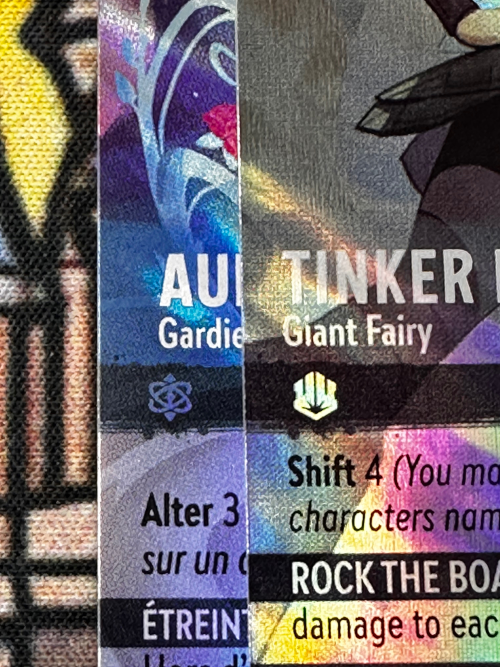 AU
Gardie
Alter 3
sur un
ÉTREINT
TINKER
Giant Fairy
Shift 4 (You ma
characters nam
ROCK THE BOA
damage to eac